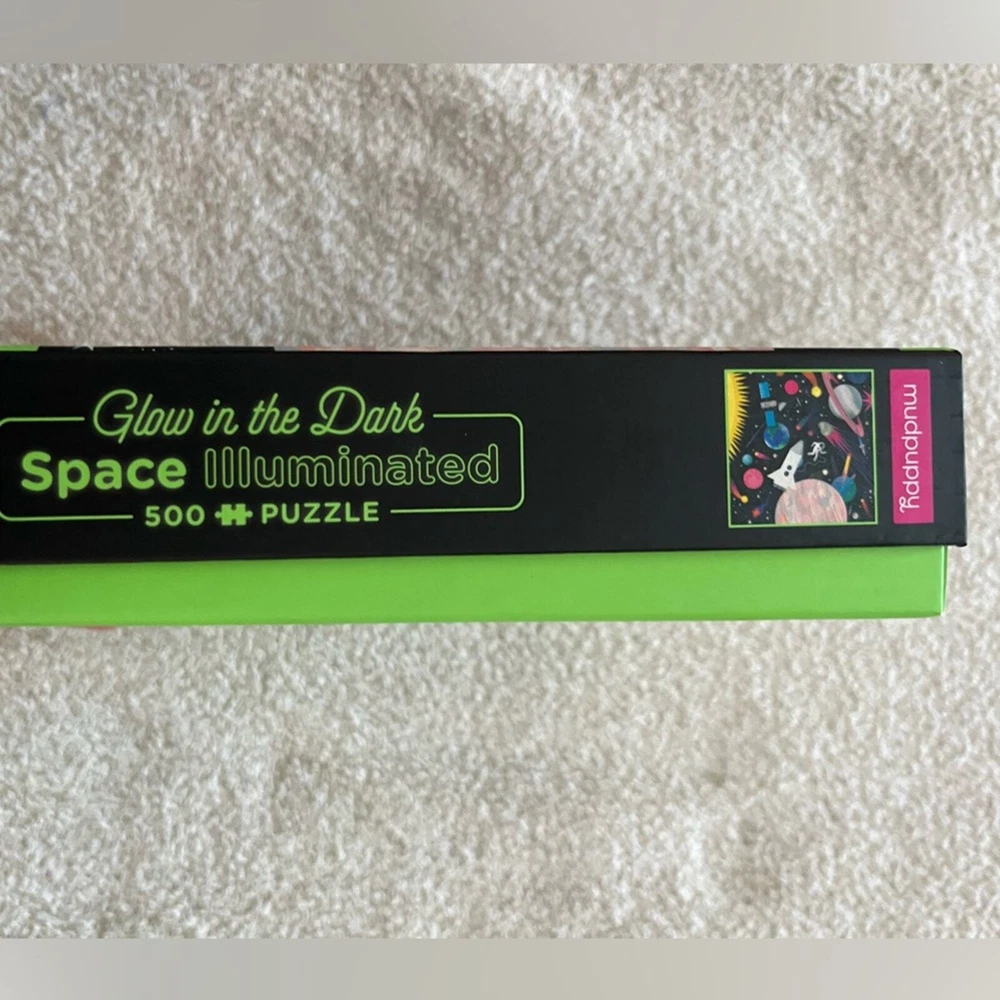 Glow in the Dark
Space Illuminated
500 PUZZLE
mudpuppy